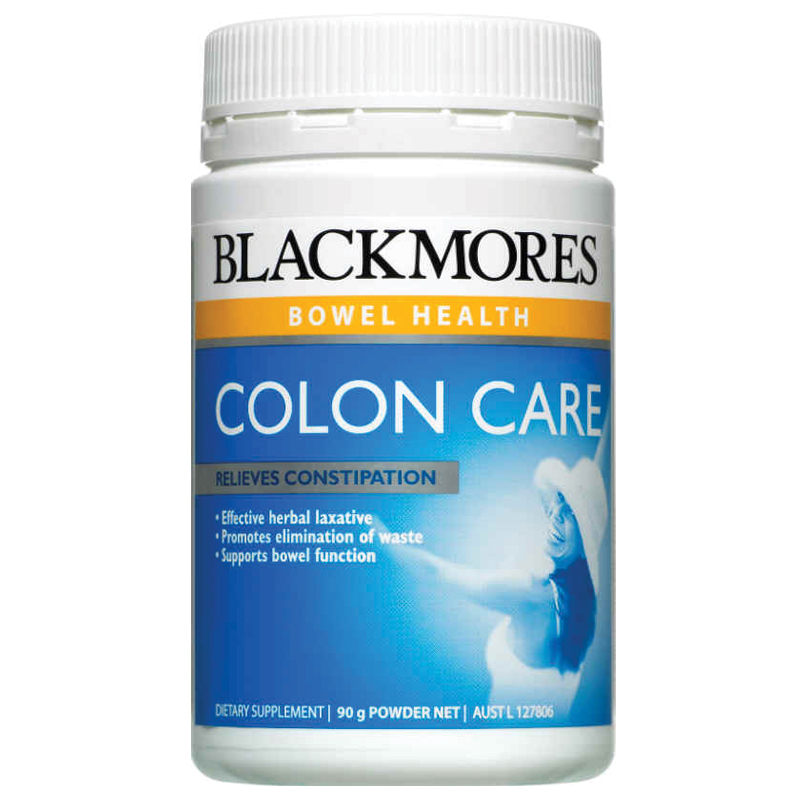 BLACKMORES
BOWEL HEALTH
COLON CARE
RELIEVES CONSTIPATION
• Effective herbal laxative
• Promotes elimination of waste
• Supports bowel function
DIETARY SUPPLEMENT | 90 g POWDER NET | AUST L 127806